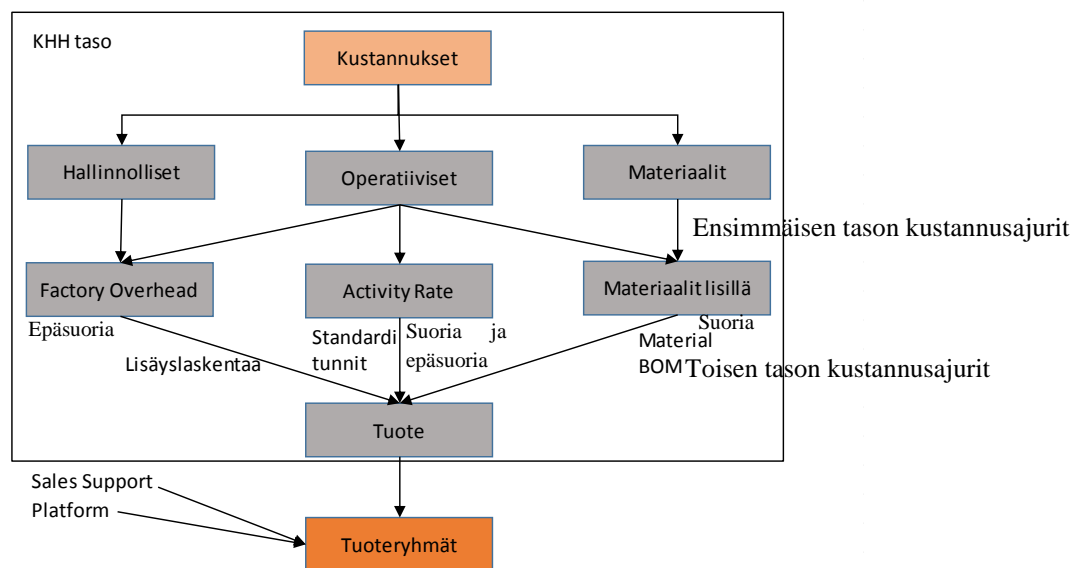 KHH taso
Kustannukset
Hallinnolliset
Operatiiviset
Materiaalit
Ensimmäisen tason kustannusajurit
Factory Overhead
Activity Rate
Materiaalit lisillä
Epäsuoria
Lisäyslaskentaa
Standardi
tunnit
Suoria ja
epäsuoria
Suoria
Material
BOM
Toisen tason kustannusajurit
Tuote
Sales Support
Platform
Tuoteryhmät